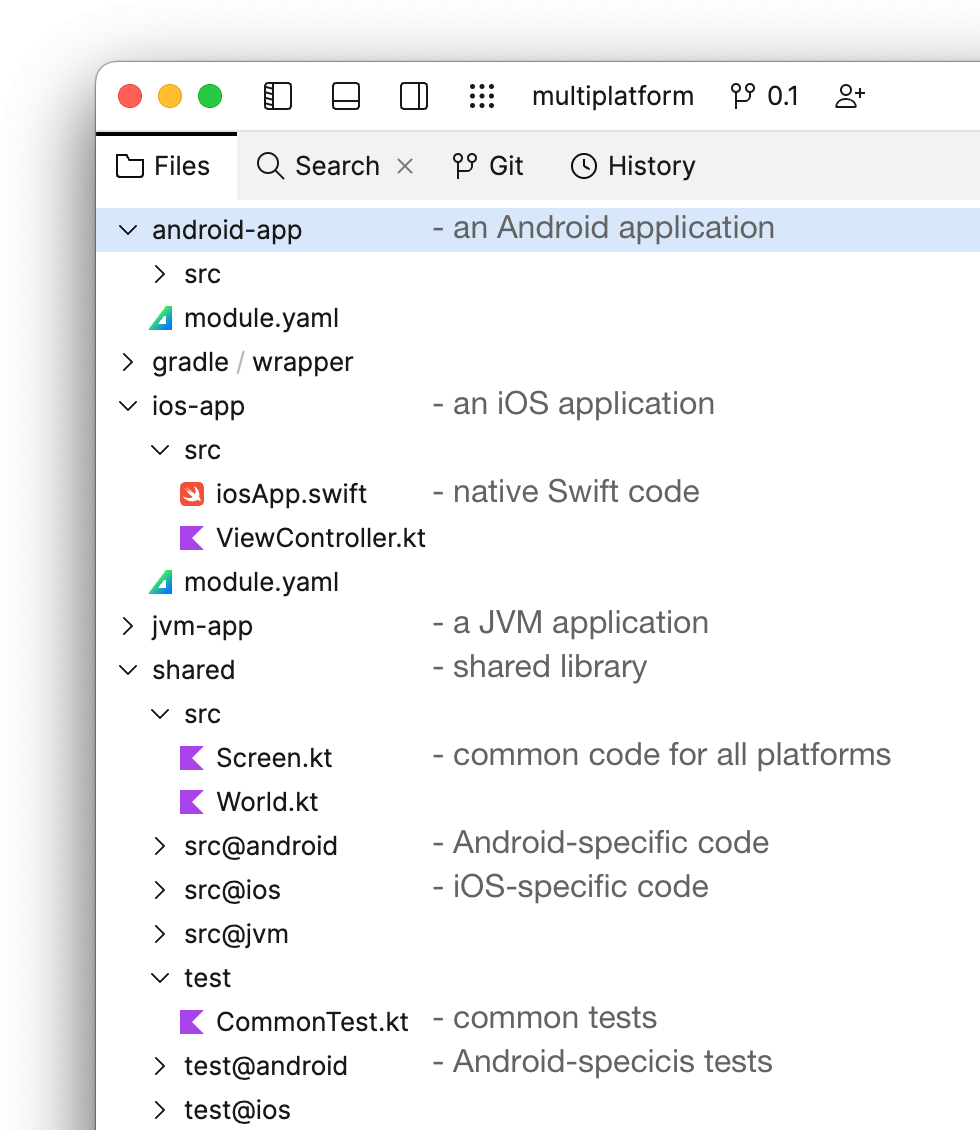 multiplatform 0.1
Files Search Git History
android-app - an Android application
src
module.yaml
gradle / wrapper
ios-app - an iOS application
src
iosApp.swift - native Swift code
ViewController.kt
module.yaml
jvm-app - a JVM application
shared - shared library
src
Screen.kt - common code for all platforms
World.kt
src@android - Android-specific code
src@ios - iOS-specific code
src@jvm
test
CommonTest.kt - common tests
test@android - Android-specicis tests
test@ios